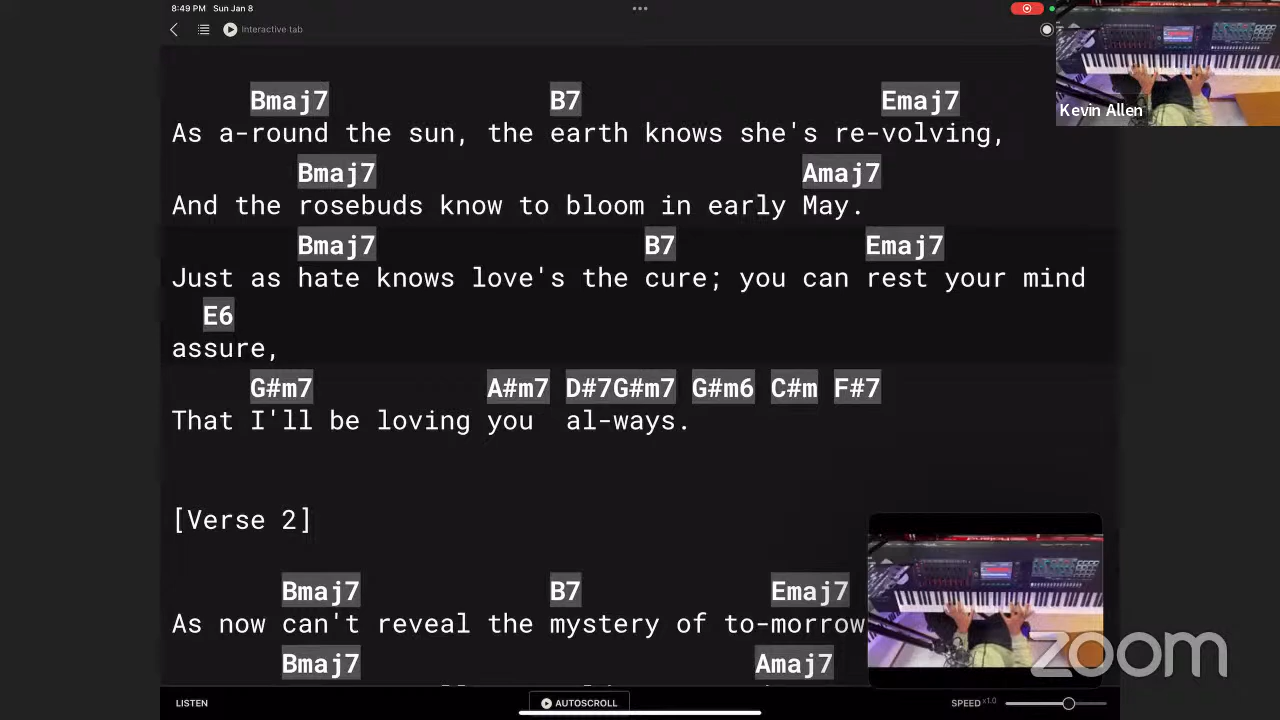 8:49 PM Sun Jan 8
Interactive tab
Kevin Allen
Bmaj7 B7 Emaj7
As a-round the sun, the earth knows she's re-volving,
Bmaj7 Amaj7
And the rosebuds know to bloom in early May.
Bmaj7 B7 Emaj7
Just as hate knows love's the cure; you can rest your mind
E6
assure,
G#m7 A#m7 D#7G#m7 G#m6 C#m F#7
That I'll be loving you al-ways.
[Verse 2]
Bmaj7 B7 Emaj7
As now can't reveal the mystery of to-morrow
Bmaj7 Amaj7
zoom
LISTEN AUTOSCROLL SPEED x1.0